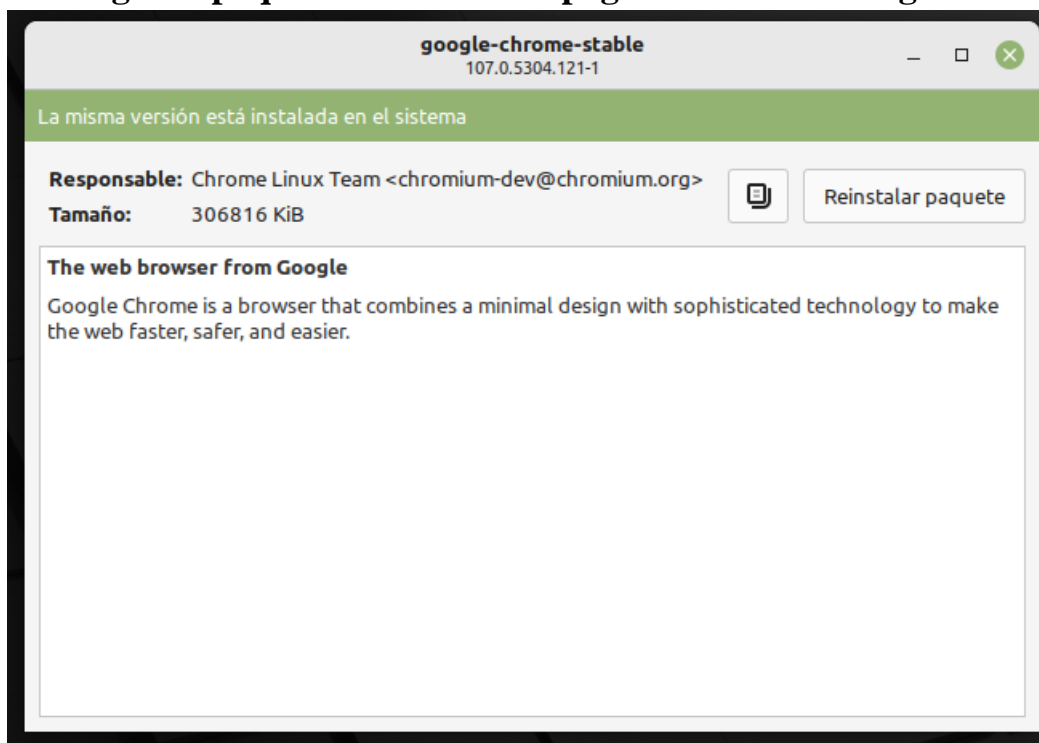 google-chrome-stable
107.0.5304.121-1
La misma versión está instalada en el sistema
Responsable: Chrome Linux Team <chromium-dev@chromium.org>
Tamaño: 306816 KiB
Reinstalar paquete
The web browser from Google
Google Chrome is a browser that combines a minimal design with sophisticated technology to make
the web faster, safer, and easier.